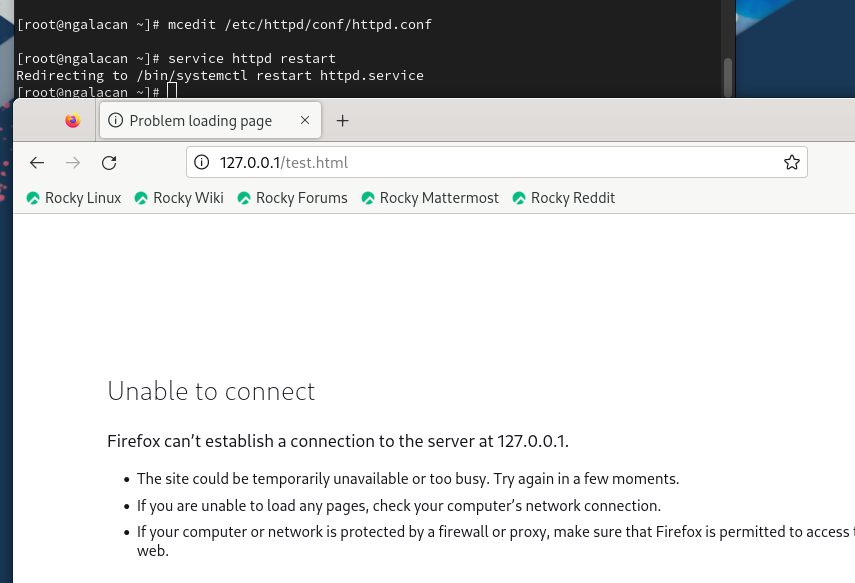 [root@ngalacan ~]# mcedit /etc/httpd/conf/httpd.conf
[root@ngalacan ~]# service httpd restart
Redirecting to /bin/systemctl restart httpd.service
[root@ngalacan ~]#
Problem loading page
127.0.0.1/test.html
Rocky Linux Rocky Wiki Rocky Forums Rocky Mattermost Rocky Reddit
Unable to connect
Firefox can’t establish a connection to the server at 127.0.0.1.
• The site could be temporarily unavailable or too busy. Try again in a few moments.
• If you are unable to load any pages, check your computer’s network connection.
• If your computer or network is protected by a firewall or proxy, make sure that Firefox is permitted to access
web.